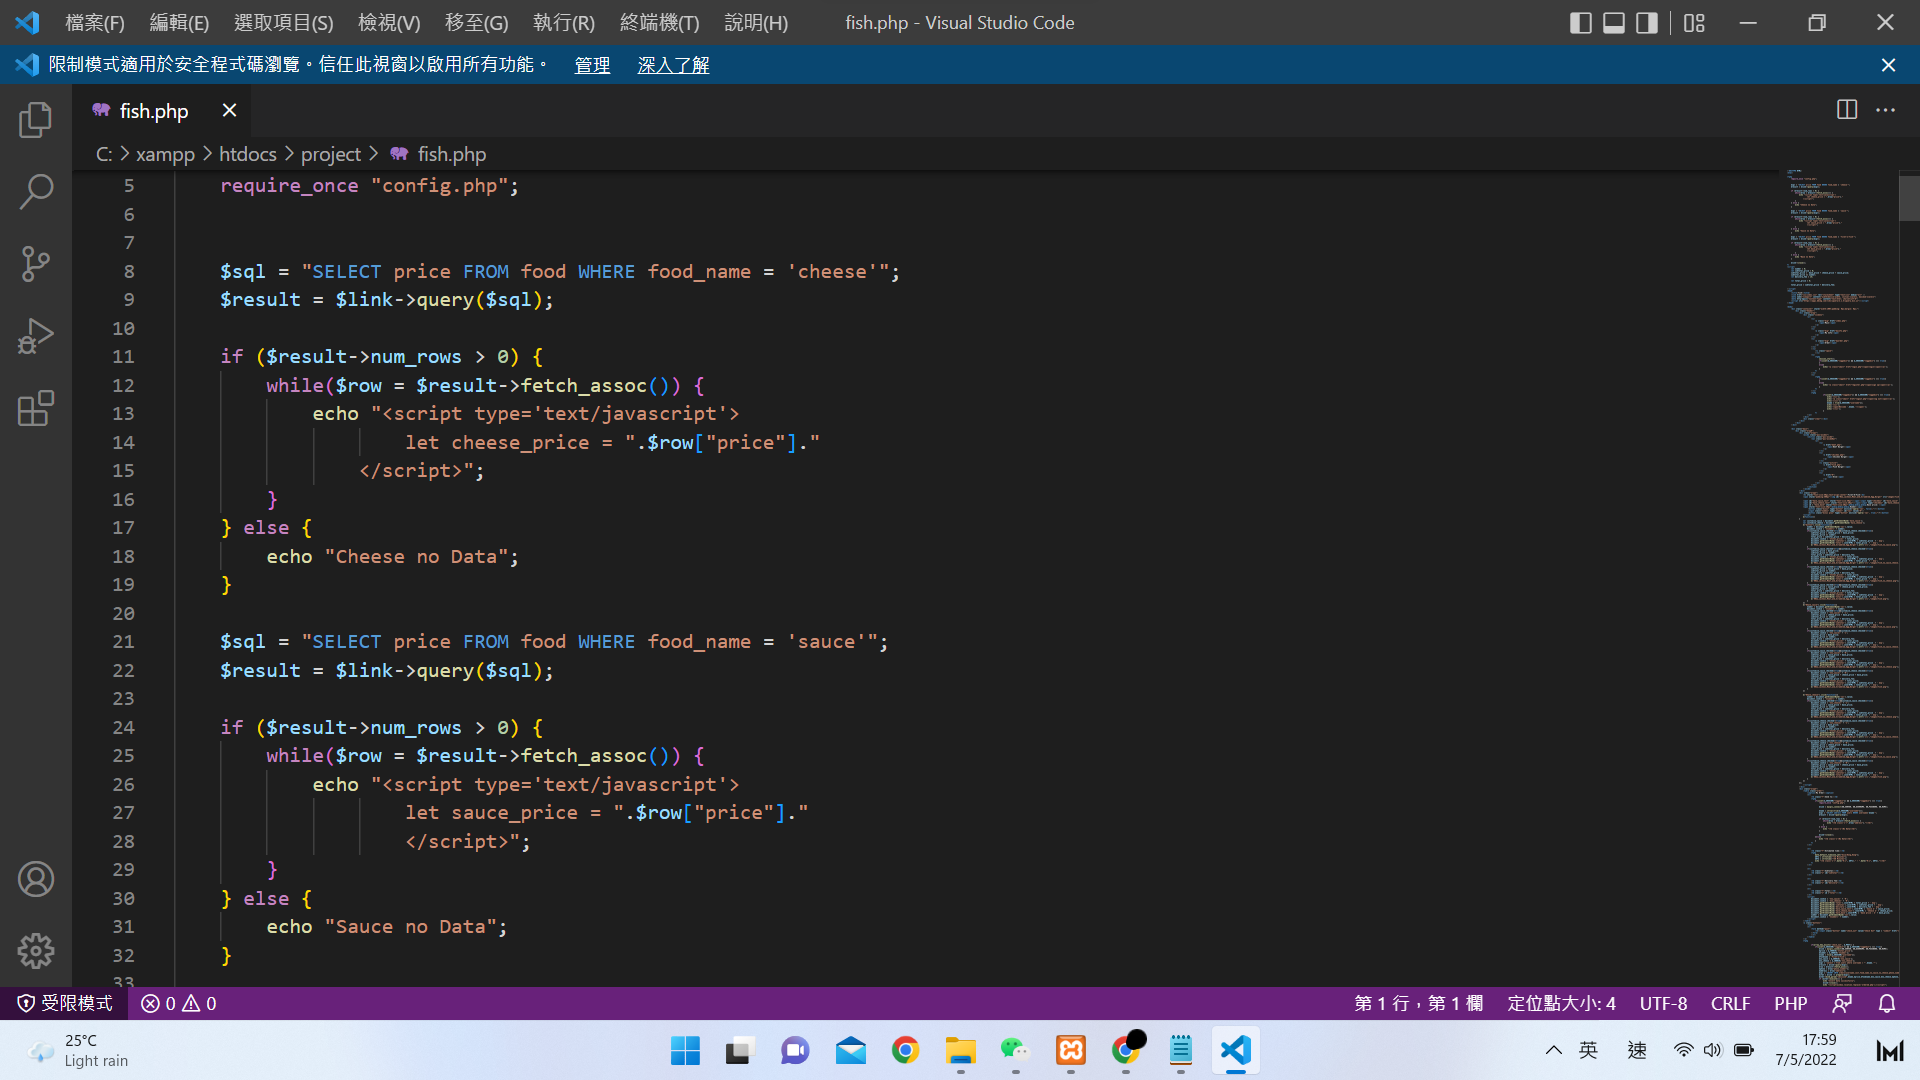 檔案(F) 編輯(E) 選取項目(S) 檢視(V) 移至(G) 執行(R) 終端機(T) 說明(H) fish.php - Visual Studio Code
限制模式適用於安全程式碼瀏覽。信任此視窗以啟用所有功能。 管理 深入了解
fish.php
C: > xampp > htdocs > project > fish.php
5 require_once "config.php";
6
7
8 $sql = "SELECT price FROM food WHERE food_name = 'cheese'";
9 $result = $link->query($sql);
10
11 if ($result->num_rows > 0) {
12 while($row = $result->fetch_assoc()) {
13 echo "<script type='text/javascript'>
14 let cheese_price = ".$row["price"]."
15 </script>";
16 }
17 } else {
18 echo "Cheese no Data";
19 }
20
21 $sql = "SELECT price FROM food WHERE food_name = 'sauce'";
22 $result = $link->query($sql);
23
24 if ($result->num_rows > 0) {
25 while($row = $result->fetch_assoc()) {
26 echo "<script type='text/javascript'>
27 let sauce_price = ".$row["price"]."
28 </script>";
29 }
30 } else {
31 echo "Sauce no Data";
32 }
33
受限模式 0 0 第 1 行，第 1 欄 定位點大小: 4 UTF-8 CRLF PHP
25°C
Light rain
英 速 17:59
7/5/2022